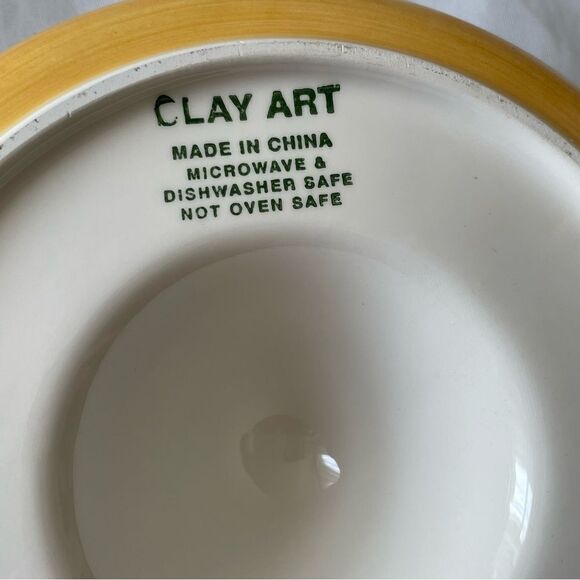 CLAY ART
MADE IN CHINA
MICROWAVE &
DISHWASHER SAFE
NOT OVEN SAFE